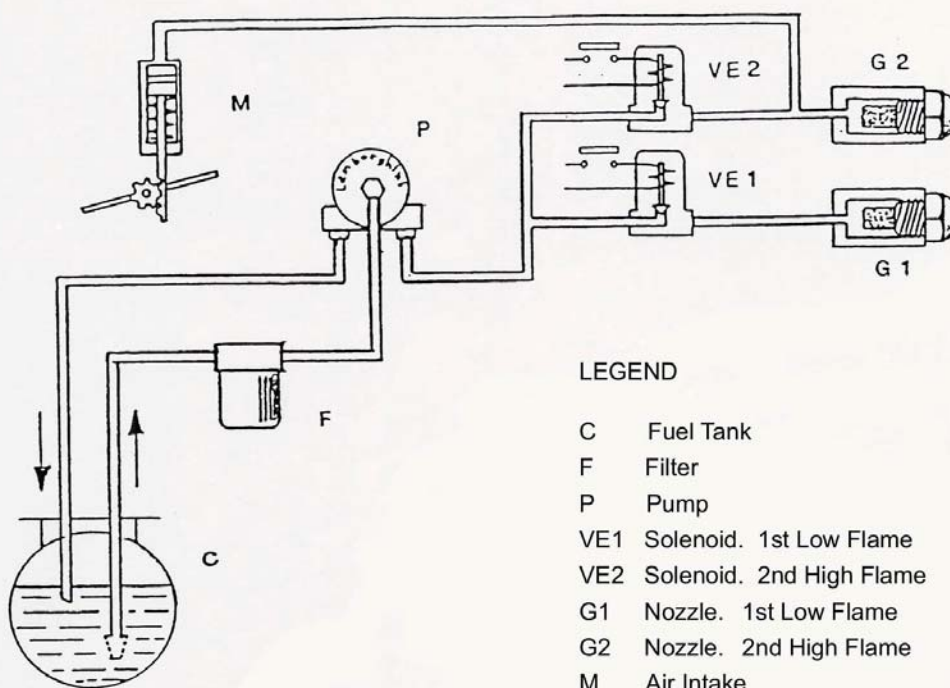 VE 2
G 2
M
P
Lamborghini
VE 1
G 1
F
C
LEGEND
C Fuel Tank
F Filter
P Pump
VE1 Solenoid. 1st Low Flame
VE2 Solenoid. 2nd High Flame
G1 Nozzle. 1st Low Flame
G2 Nozzle. 2nd High Flame
M Air Intake